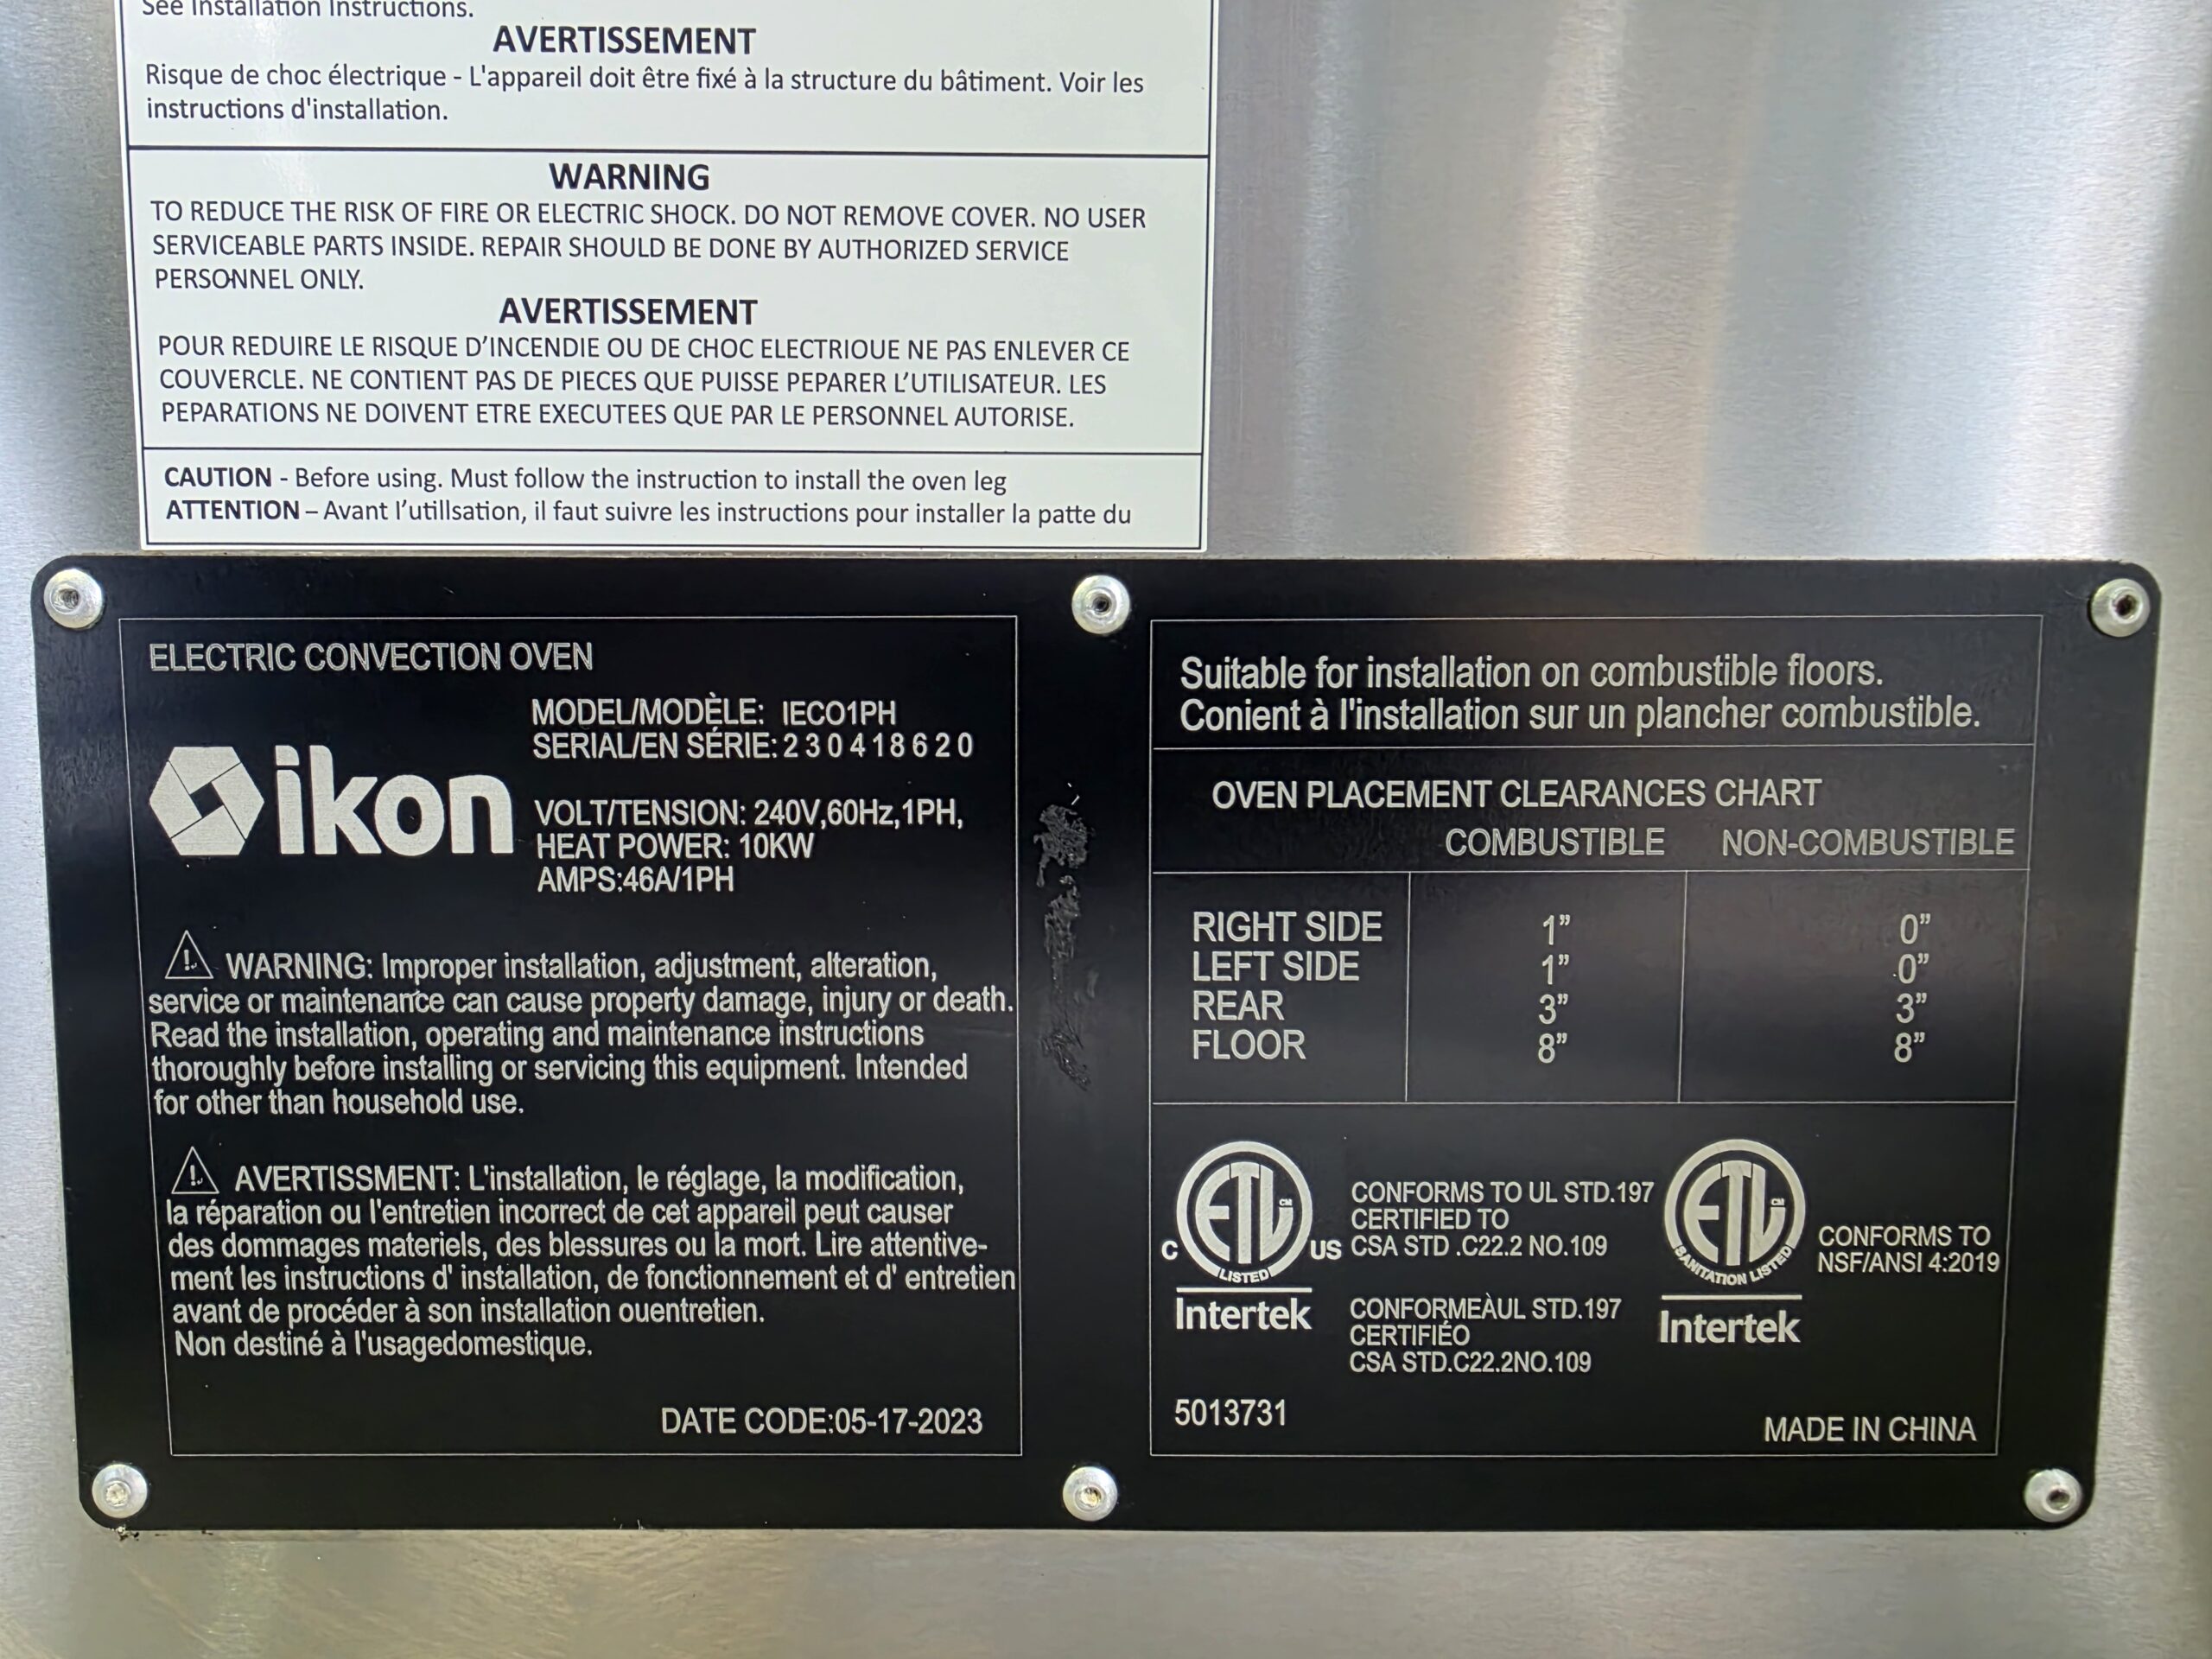 See Installation Instructions.
AVERTISSEMENT
Risque de choc électrique - L'appareil doit être fixé à la structure du bâtiment. Voir les
instructions d'installation.
WARNING
TO REDUCE THE RISK OF FIRE OR ELECTRIC SHOCK. DO NOT REMOVE COVER. NO USER
SERVICEABLE PARTS INSIDE. REPAIR SHOULD BE DONE BY AUTHORIZED SERVICE
PERSONNEL ONLY.
AVERTISSEMENT
POUR REDUIRE LE RISQUE D'INCENDIE OU DE CHOC ELECTRIOUE NE PAS ENLEVER CE
COUVERCLE. NE CONTIENT PAS DE PIECES QUE PUISSE PEPARER L'UTILISATEUR. LES
PEPARATIONS NE DOIVENT ETRE EXECUTEES QUE PAR LE PERSONNEL AUTORISE.
CAUTION - Before using. Must follow the instruction to install the oven leg
ATTENTION – Avant l'utillsation, il faut suivre les instructions pour installer la patte du
ELECTRIC CONVECTION OVEN
ikon
MODEL/MODÈLE: IECO1PH
SERIAL/EN SÉRIE: 230418620
VOLT/TENSION: 240V,60Hz,1PH,
HEAT POWER: 10KW
AMPS:46A/1PH
WARNING: Improper installation, adjustment, alteration,
service or maintenance can cause property damage, injury or death.
Read the installation, operating and maintenance instructions
thoroughly before installing or servicing this equipment. Intended
for other than household use.
AVERTISSMENT: L'installation, le réglage, la modification,
la réparation ou l'entretien incorrect de cet appareil peut causer
des dommages materiels, des blessures ou la mort. Lire attentive-
ment les instructions d' installation, de fonctionnement et d' entretien
avant de procéder à son installation ouentretien.
Non destiné à l'usagedomestique.
DATE CODE:05-17-2023
Suitable for installation on combustible floors.
Conient à l'installation sur un plancher combustible.
OVEN PLACEMENT CLEARANCES CHART
COMBUSTIBLE NON-COMBUSTIBLE
RIGHT SIDE 1” 0”
LEFT SIDE 1” 0”
REAR 3” 3”
FLOOR 8” 8”
C ETL CM US
LISTED
Intertek
CONFORMS TO UL STD.197
CERTIFIED TO
CSA STD .C22.2 NO.109
CONFORMEÀUL STD.197
CERTIFIÉO
CSA STD.C22.2NO.109
ETL CM
SANITATION LISTED
Intertek
CONFORMS TO
NSF/ANSI 4:2019
5013731
MADE IN CHINA